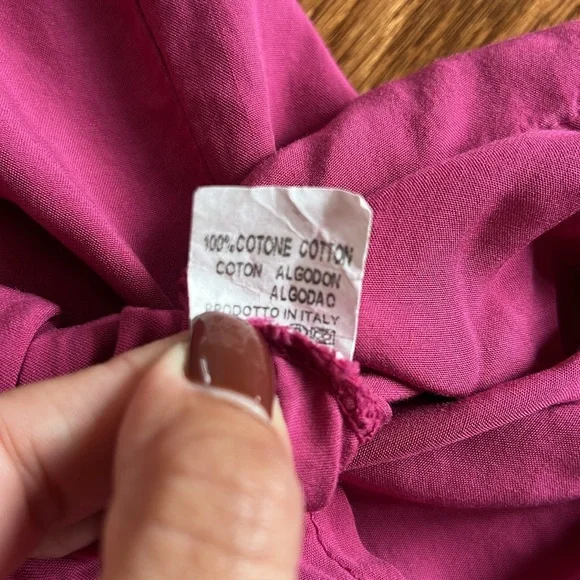 100% COTONE COTTON
COTON ALGODON
ALGODAO
PRODOTTO IN ITALY